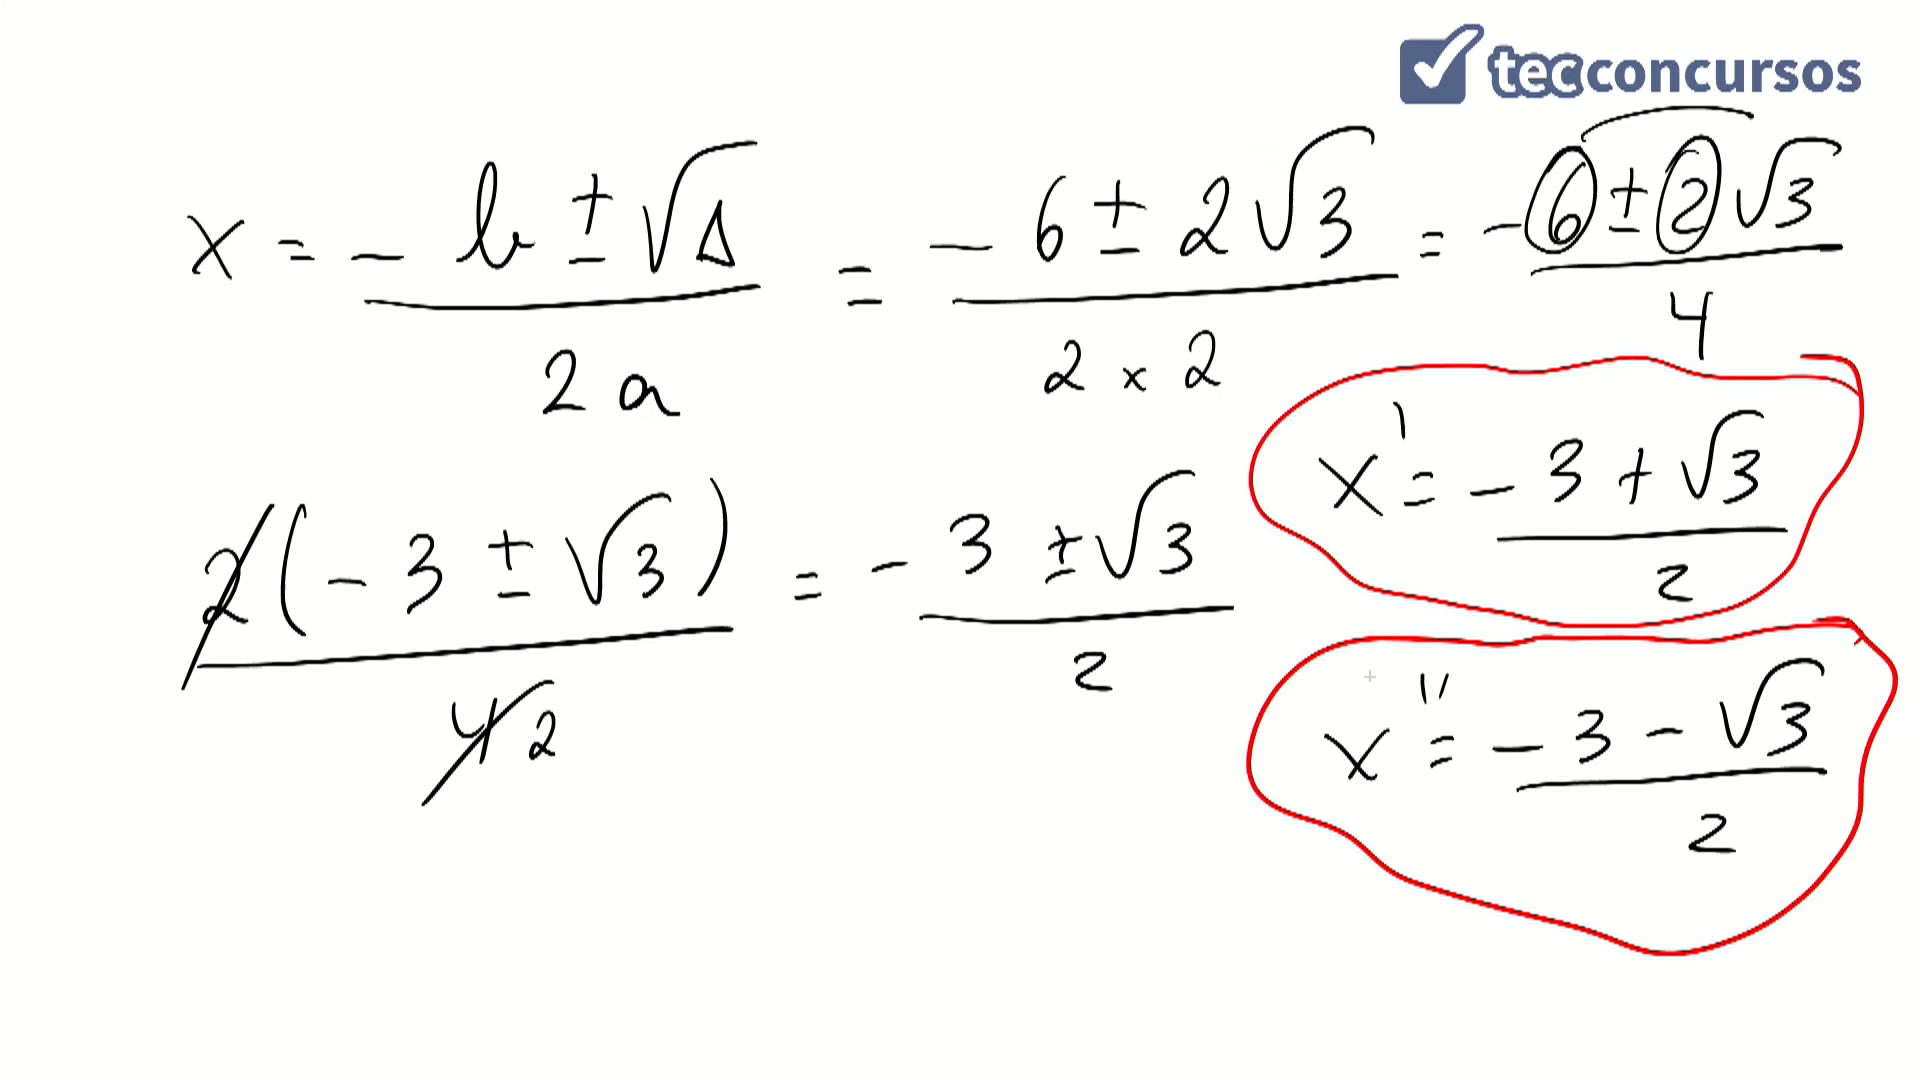 tecconcursos
x = (-b ± √Δ) / 2a = (-6 ± 2√3) / (2 × 2) = (-6 ± 2√3) / 4
x' = (-3 + √3) / 2
2(-3 ± √3) / 4 2 = (-3 ± √3) / 2
x'' = (-3 - √3) / 2